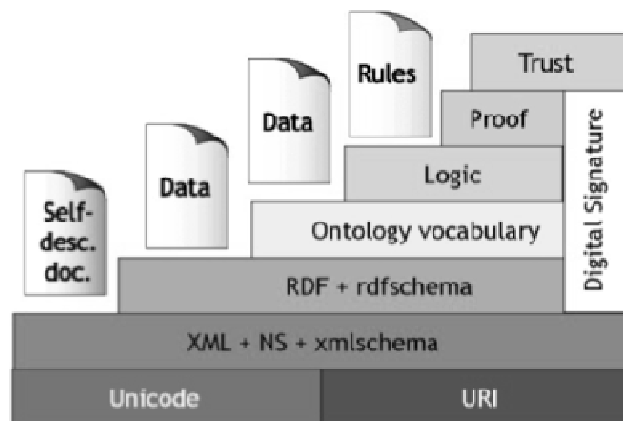 Trust
Rules
Proof
Data
Logic
Data
Self-
desc.
doc.
Ontology vocabulary
Digital Signature
RDF + rdfschema
XML + NS + xmlschema
Unicode
URI